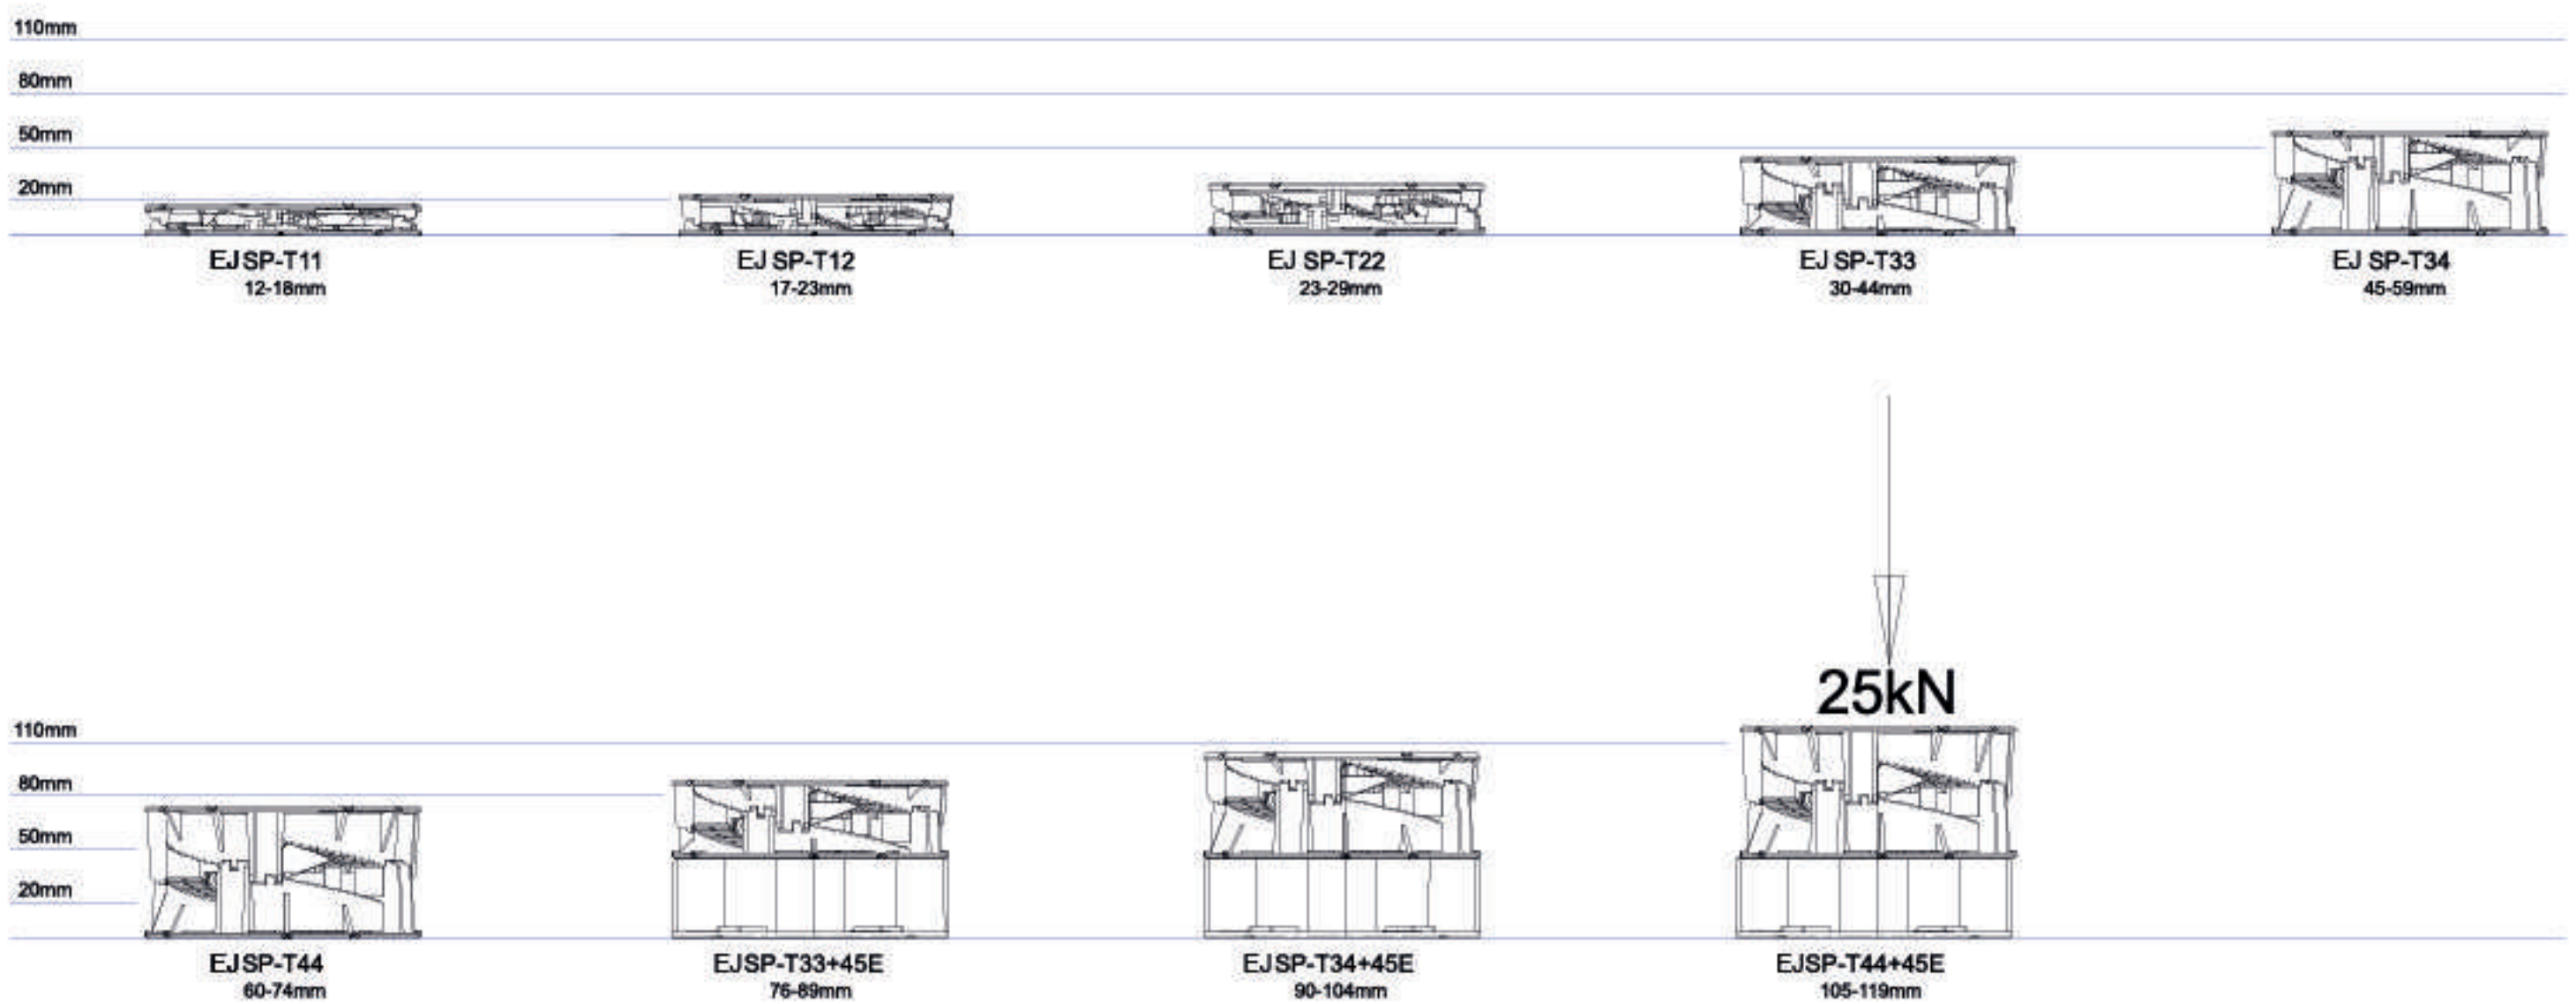 110mm
80mm
50mm
20mm
EJSP-T11
12-18mm
EJ SP-T12
17-23mm
EJ SP-T22
23-29mm
EJ SP-T33
30-44mm
EJ SP-T34
45-59mm
25kN
110mm
80mm
50mm
20mm
EJSP-T44
60-74mm
EJSP-T33+45E
76-89mm
EJSP-T34+45E
90-104mm
EJSP-T44+45E
105-119mm